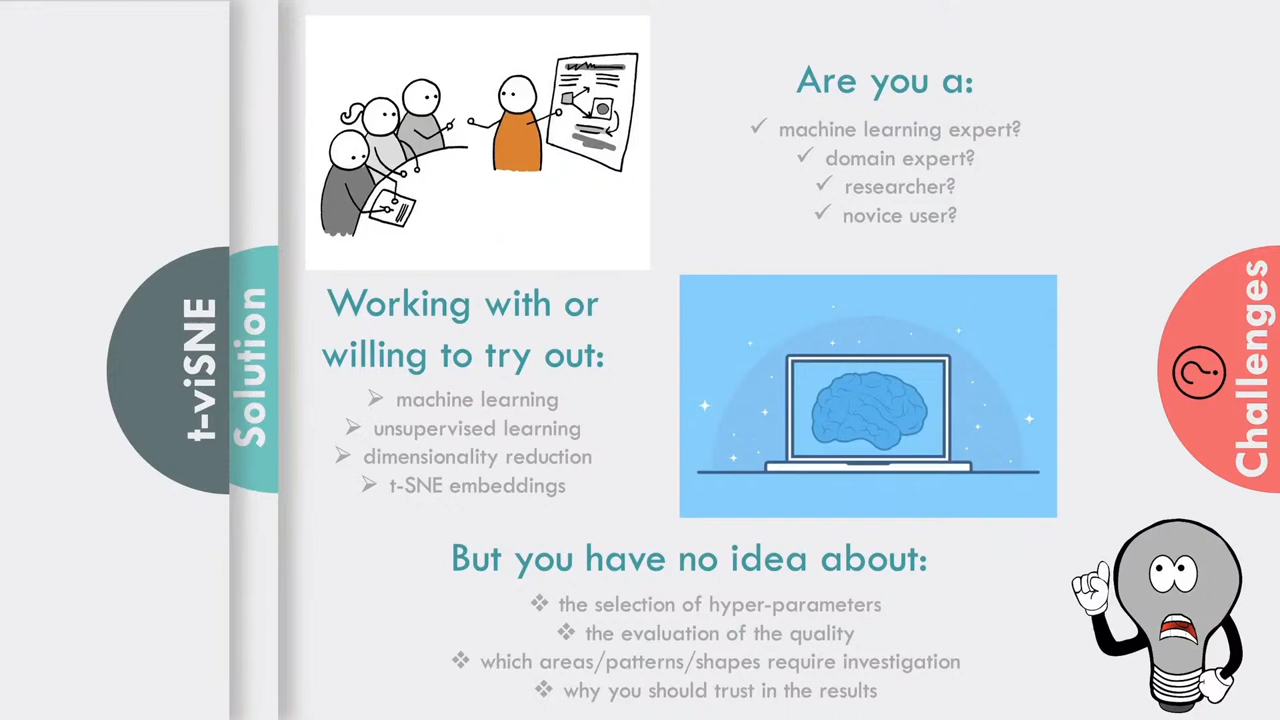 t-viSNE
Solution
Are you a:
machine learning expert?
domain expert?
researcher?
novice user?
Working with or
willing to try out:
machine learning
unsupervised learning
dimensionality reduction
t-SNE embeddings
But you have no idea about:
the selection of hyper-parameters
the evaluation of the quality
which areas/patterns/shapes require investigation
why you should trust in the results
?
Challenges